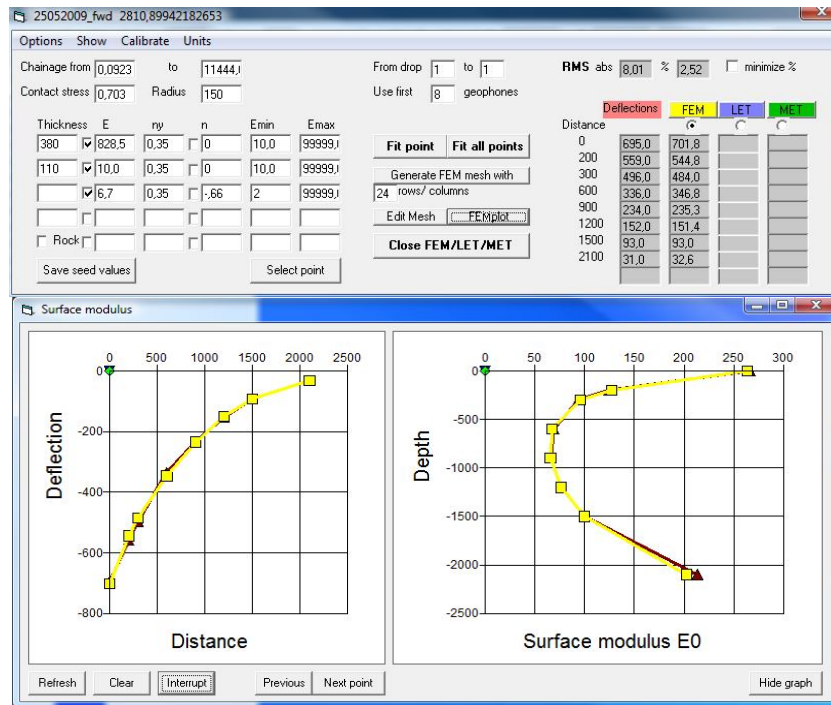 25052009_fwd 2810,89942182653
Options Show Calibrate Units
Chainage from 0,0923 to 11444,
From drop 1 to 1
RMS abs 8,01 % 2,52 minimize %
Contact stress 0,703 Radius 150
Use first 8 geophones
Deflections FEM LET MET
Thickness E ny n Emin Emax
Distance
380 828,5 0,35 0 10,0 99999,
Fit point Fit all points
0 695,0 701,8
200 559,0 544,8
110 10,0 0,35 0 10,0 99999,
Generate FEM mesh with
300 496,0 484,0
6,7 0,35 -,66 2 99999,
24 rows/ columns
600 336,0 346,8
Edit Mesh FEMplot
900 234,0 235,3
1200 152,0 151,4
Rock
Close FEM/LET/MET
1500 93,0 93,0
2100 31,0 32,6
Save seed values Select point
Surface modulus
0 500 1000 1500 2000 2500
0
-200
-400
-600
-800
Deflection
Distance
0 50 100 150 200 250 300
0
-500
-1000
-1500
-2000
-2500
Depth
Surface modulus E0
Refresh Clear Interrupt Previous Next point Hide graph